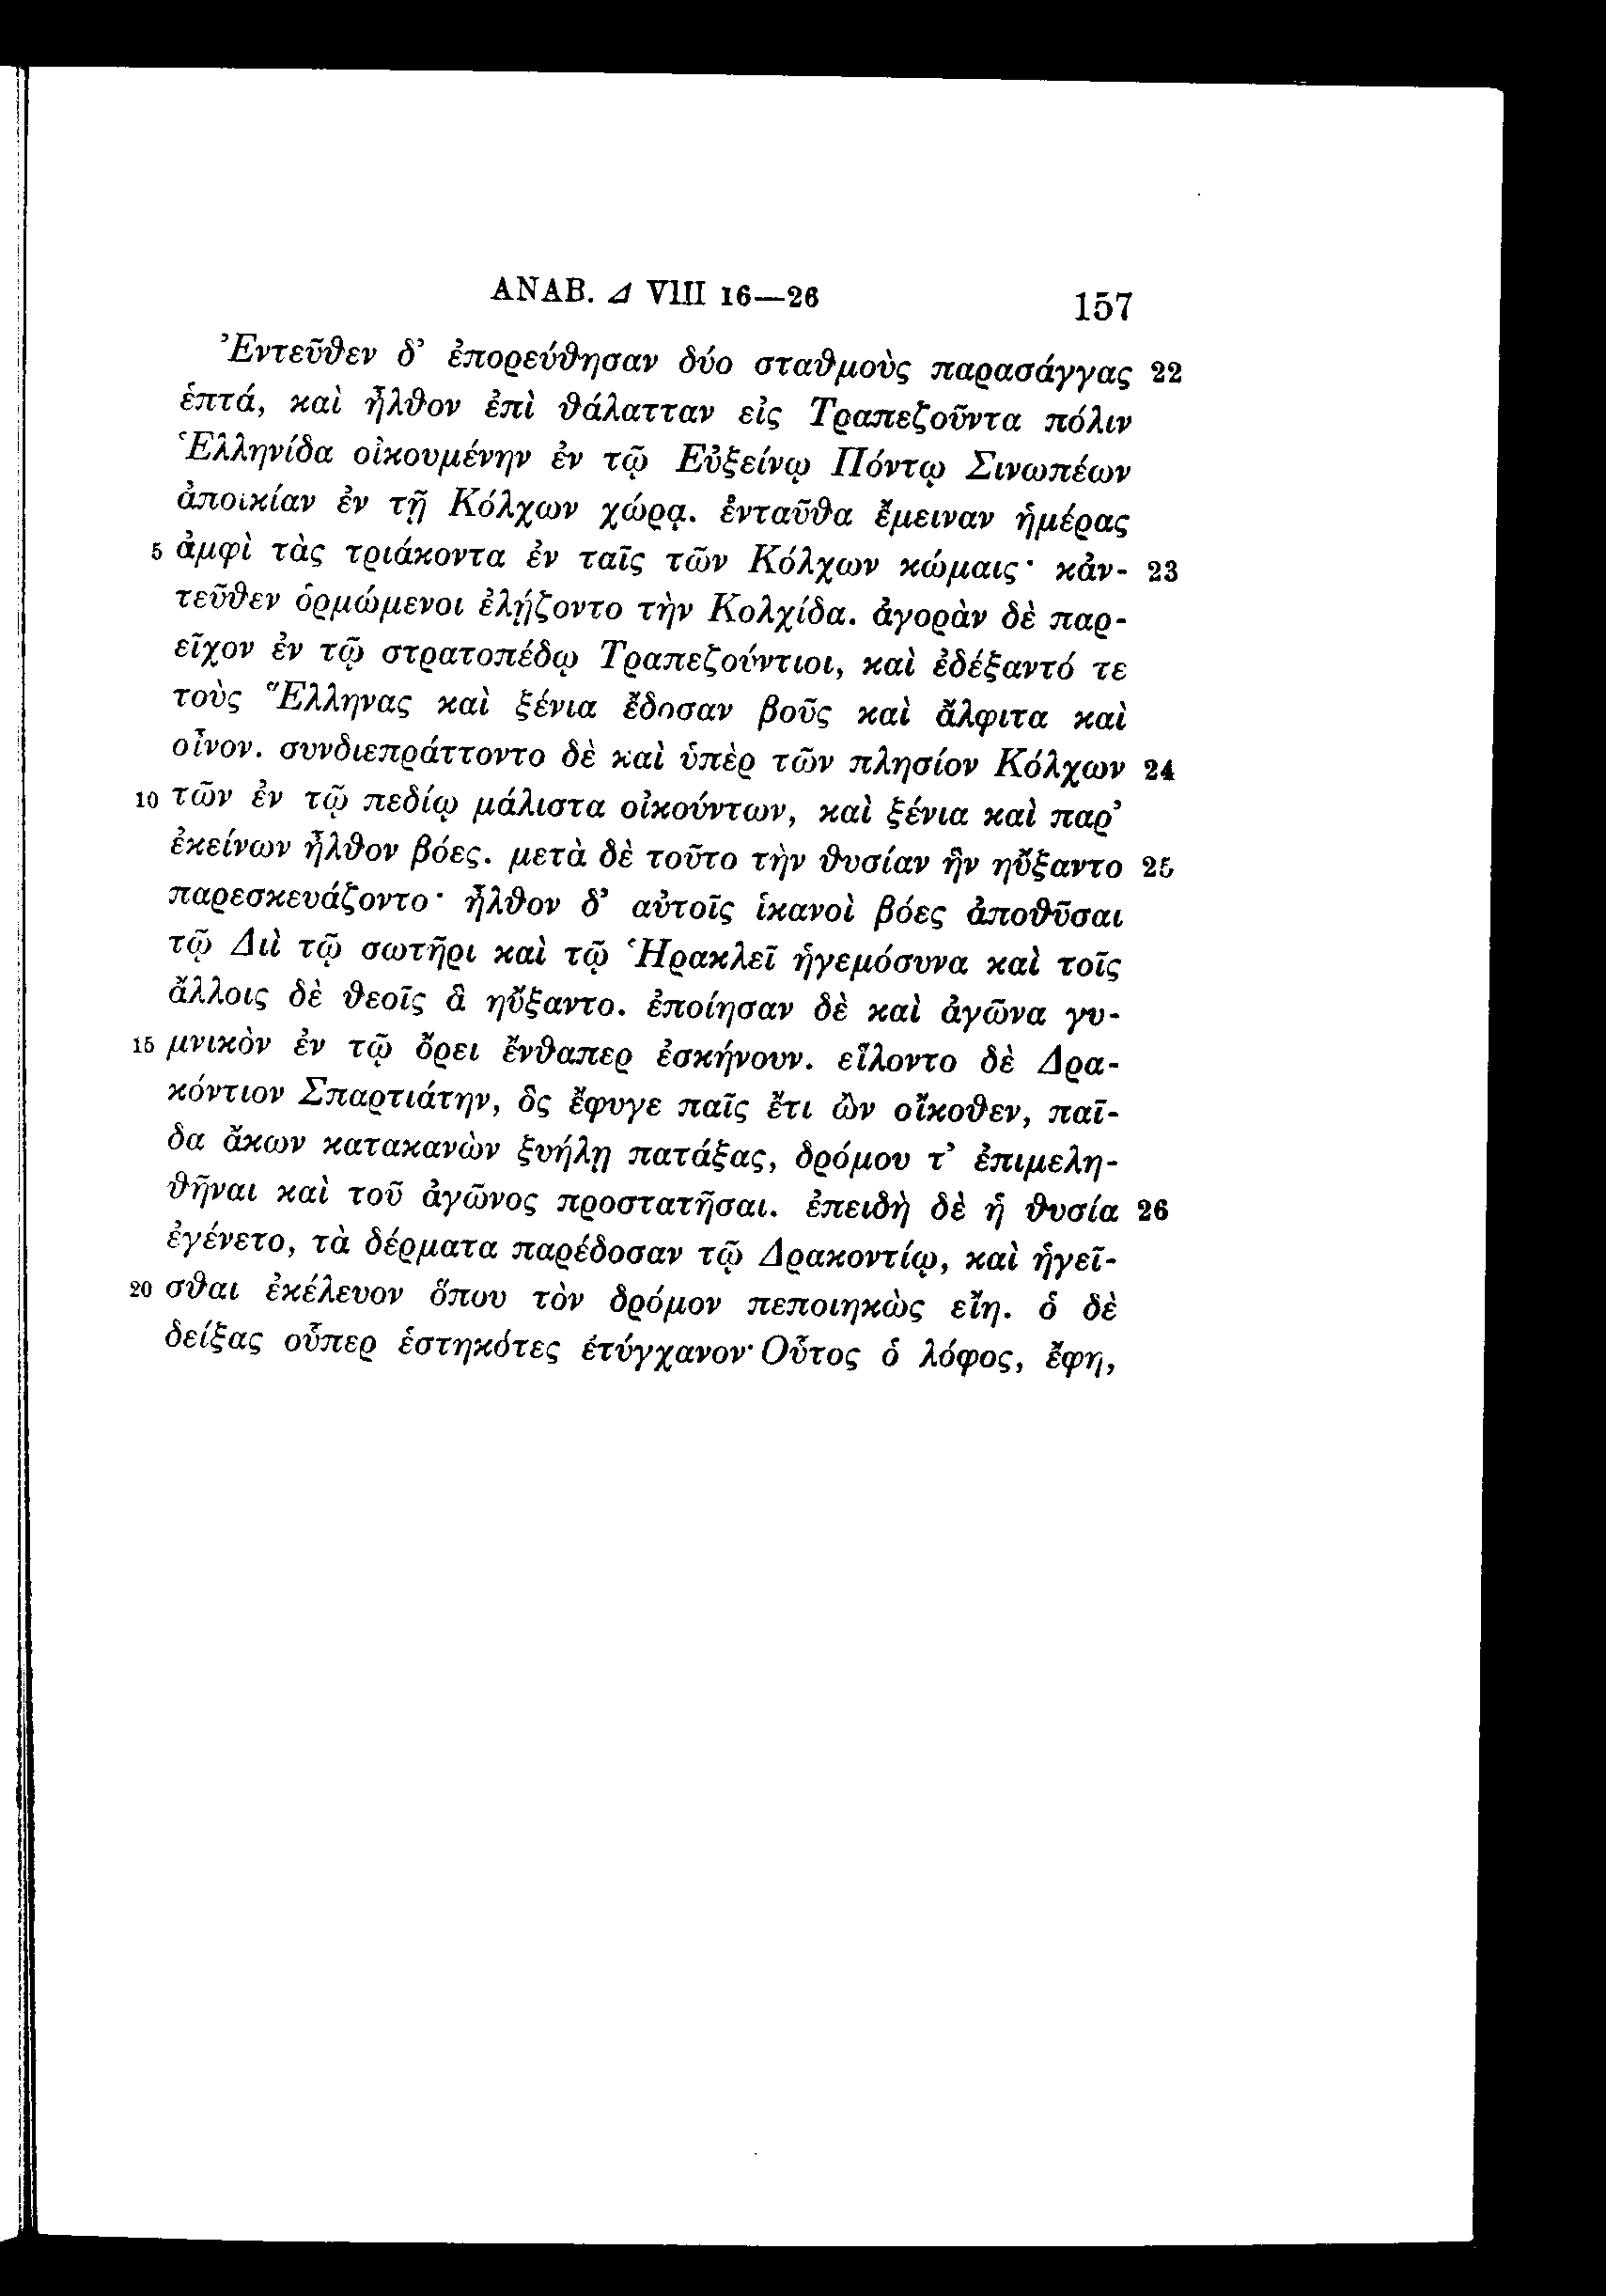 ΑΝΑΒ. Δ VIII 16—26 157
Ἐντεῦθεν δ’ ἐπορεύθησαν δύο σταθμοὺς παρασάγγας 22
ἑπτά, καὶ ἦλθον ἐπὶ θάλατταν εἰς Τραπεζοῦντα πόλιν
Ἑλληνίδα οἰκουμένην ἐν τῷ Εὐξείνῳ Πόντῳ Σινωπέων
ἀποικίαν ἐν τῇ Κόλχων χώρᾳ. ἐνταῦθα ἔμειναν ἡμέρας
5 ἀμφὶ τὰς τριάκοντα ἐν ταῖς τῶν Κόλχων κώμαις· κἀν- 23
τεῦθεν ὁρμώμενοι ἐλῄζοντο τὴν Κολχίδα. ἀγορὰν δὲ παρ-
εῖχον ἐν τῷ στρατοπέδῳ Τραπεζούντιοι, καὶ ἐδέξαντό τε
τοὺς Ἕλληνας καὶ ξένια ἔδοσαν βοῦς καὶ ἄλφιτα καὶ
οἶνον. συνδιεπράττοντο δὲ καὶ ὑπὲρ τῶν πλησίον Κόλχων 24
10 τῶν ἐν τῷ πεδίῳ μάλιστα οἰκούντων, καὶ ξένια καὶ παρ’
ἐκείνων ἦλθον βόες. μετὰ δὲ τοῦτο τὴν θυσίαν ἣν ηὔξαντο 25
παρεσκευάζοντο· ἦλθον δ’ αὐτοῖς ἱκανοὶ βόες ἀποθῦσαι
τῷ Διὶ τῷ σωτῆρι καὶ τῷ Ἡρακλεῖ ἡγεμόσυνα καὶ τοῖς
ἄλλοις δὲ θεοῖς ἃ ηὔξαντο. ἐποίησαν δὲ καὶ ἀγῶνα γυ-
15 μνικὸν ἐν τῷ ὄρει ἔνθαπερ ἐσκήνουν. εἵλοντο δὲ Δρα-
κόντιον Σπαρτιάτην, ὃς ἔφυγε παῖς ἔτι ὢν οἴκοθεν, παῖ-
δα ἄκων κατακανὼν ξυήλῃ πατάξας, δρόμου τ’ ἐπιμελη-
θῆναι καὶ τοῦ ἀγῶνος προστατῆσαι. ἐπειδὴ δὲ ἡ θυσία 26
ἐγένετο, τὰ δέρματα παρέδοσαν τῷ Δρακοντίῳ, καὶ ἡγεῖ-
20 σθαι ἐκέλευον ὅπου τὸν δρόμον πεποιηκὼς εἴη. ὁ δὲ
δείξας οὗπερ ἑστηκότες ἐτύγχανον· Οὗτος ὁ λόφος, ἔφη,